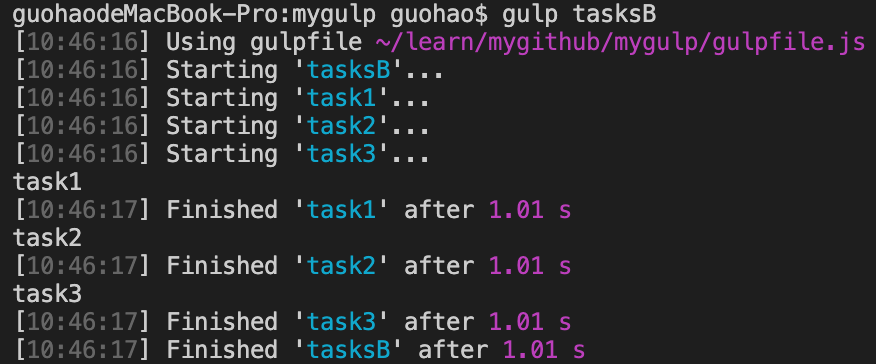 guohaodeMacBook-Pro:mygulp guohao$ gulp tasksB
[10:46:16] Using gulpfile ~/learn/mygithub/mygulp/gulpfile.js
[10:46:16] Starting 'tasksB'...
[10:46:16] Starting 'task1'...
[10:46:16] Starting 'task2'...
[10:46:16] Starting 'task3'...
task1
[10:46:17] Finished 'task1' after 1.01 s
task2
[10:46:17] Finished 'task2' after 1.01 s
task3
[10:46:17] Finished 'task3' after 1.01 s
[10:46:17] Finished 'tasksB' after 1.01 s